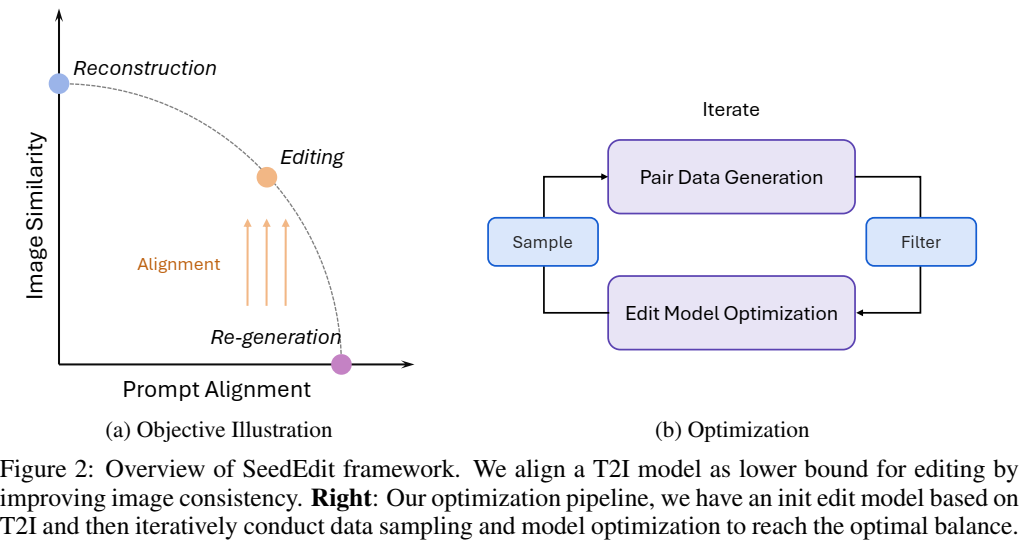 Reconstruction
Editing
Image Similarity
Alignment
Re-generation
Prompt Alignment
(a) Objective Illustration
Iterate
Pair Data Generation
Sample
Filter
Edit Model Optimization
(b) Optimization
Figure 2: Overview of SeedEdit framework. We align a T2I model as lower bound for editing by
improving image consistency. Right: Our optimization pipeline, we have an init edit model based on
T2I and then iteratively conduct data sampling and model optimization to reach the optimal balance.